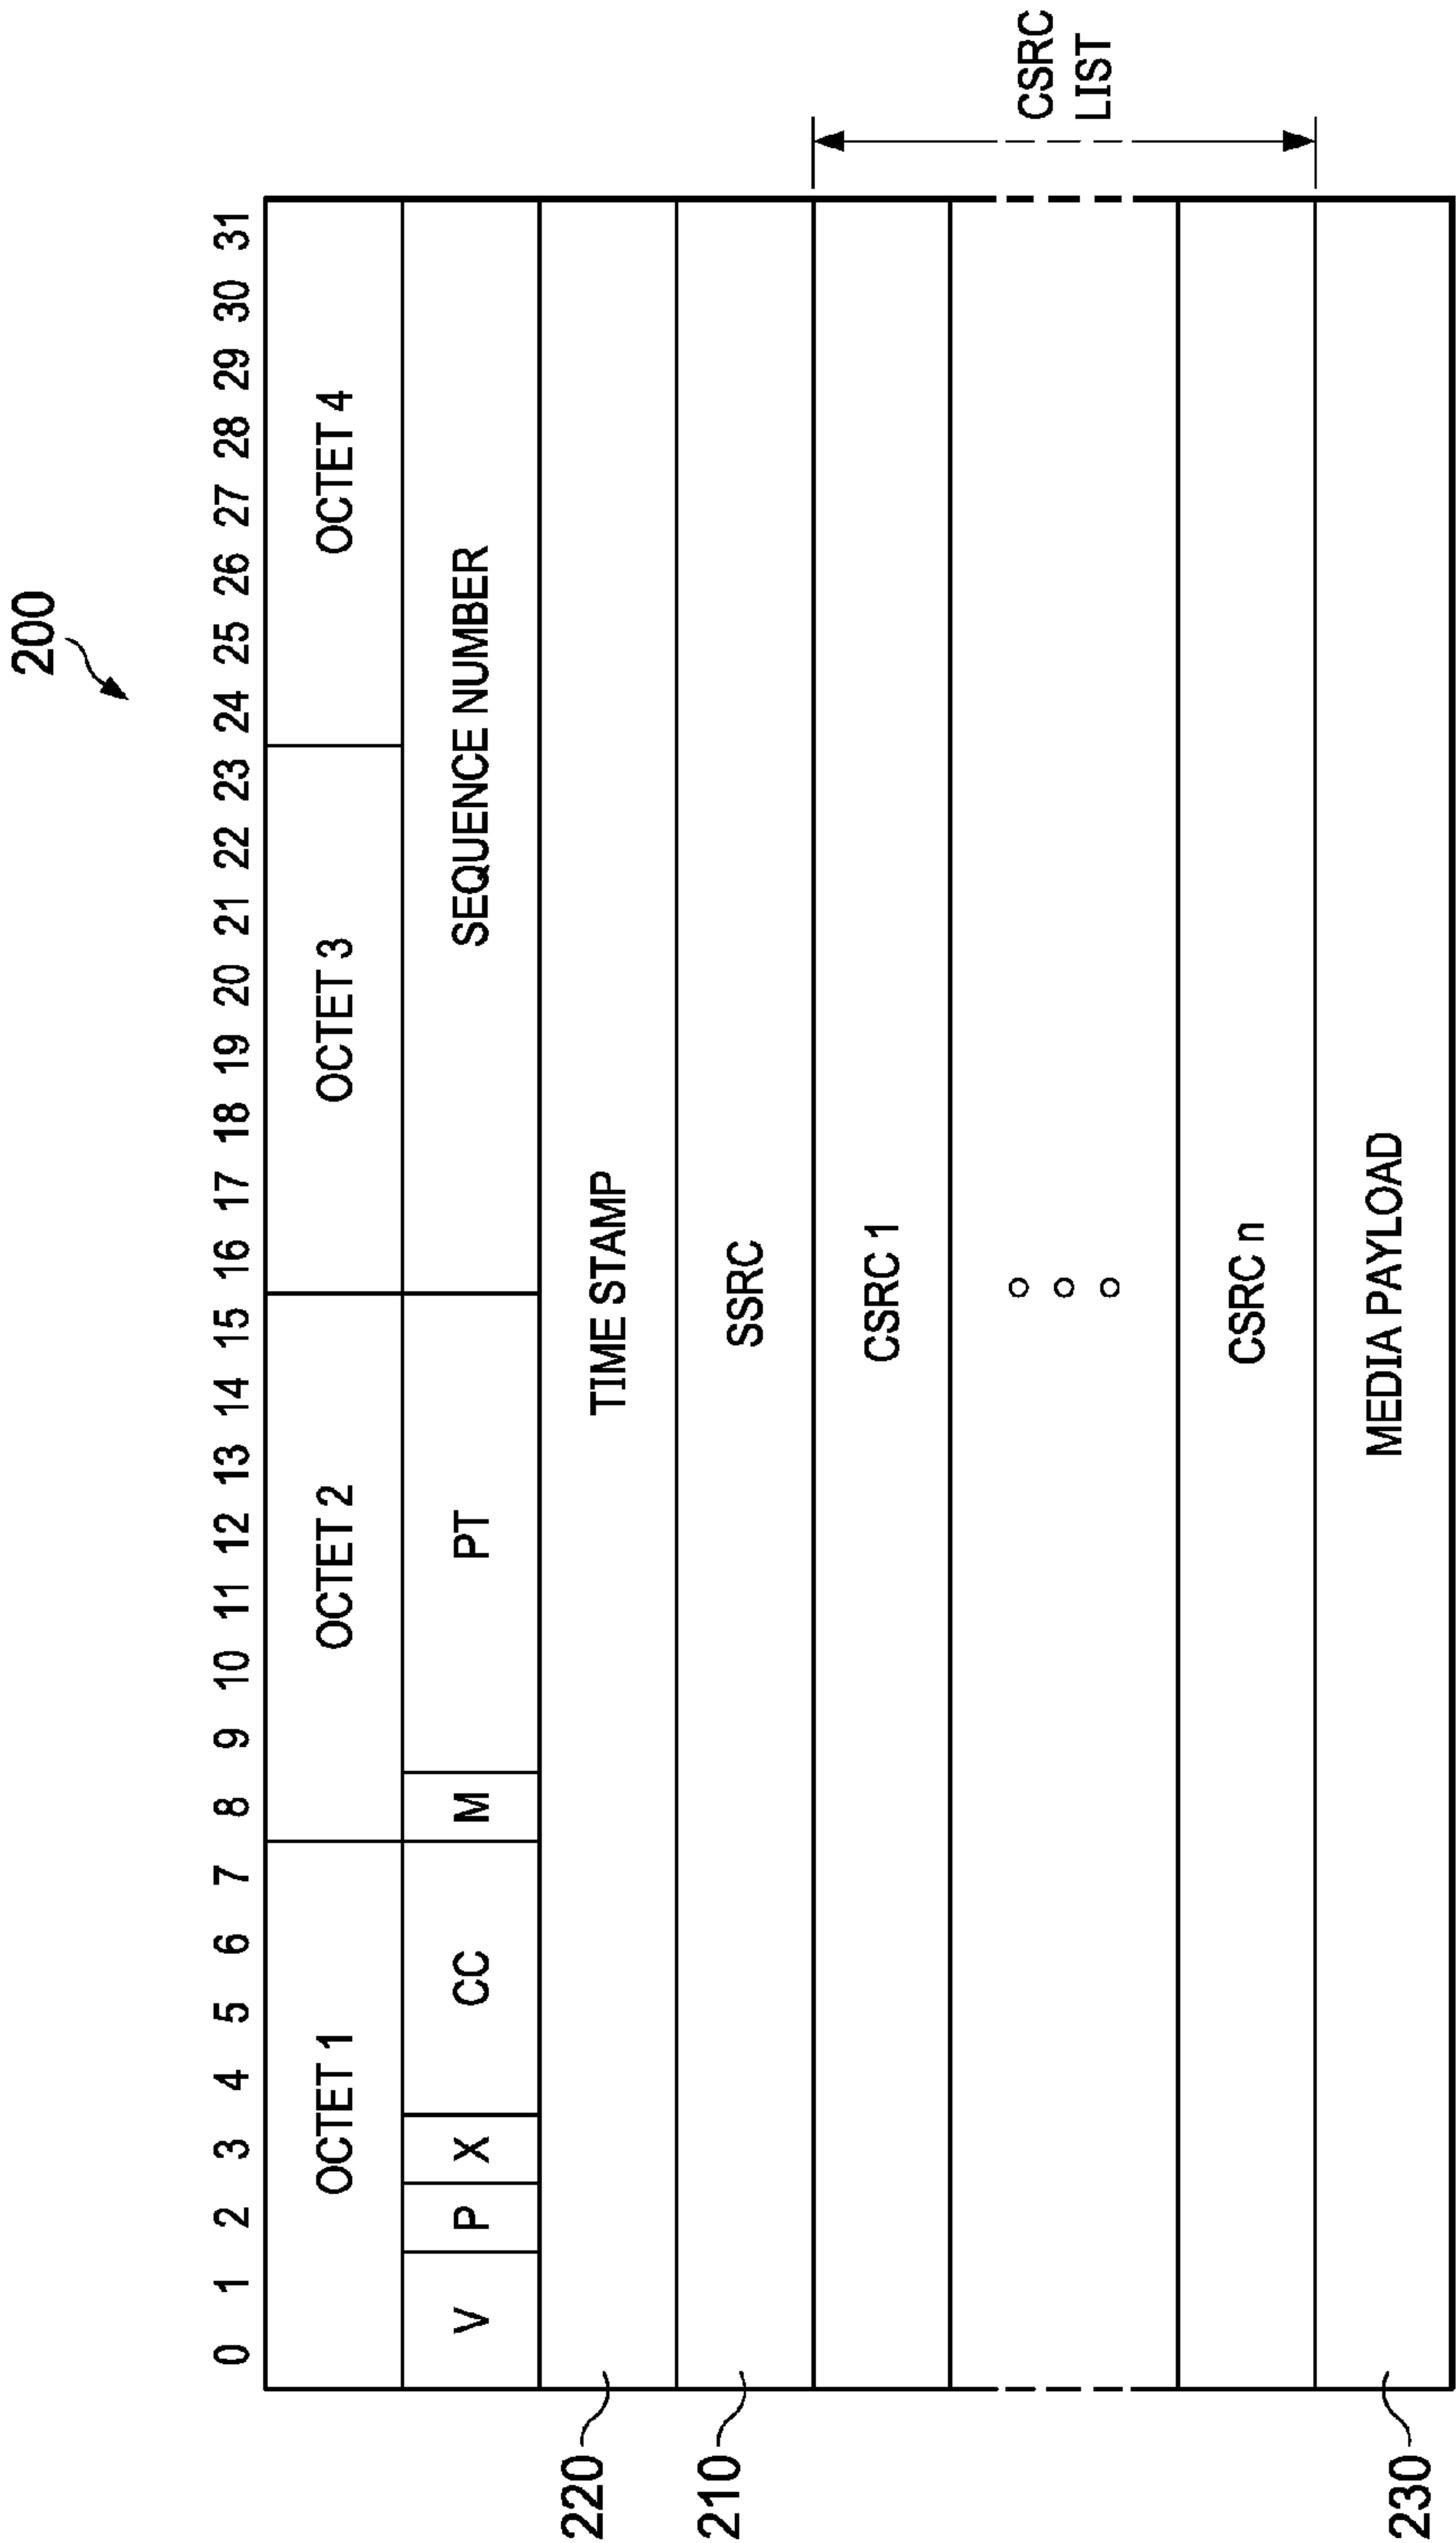 200
0 1 2 3 4 5 6 7 8 9 10 11 12 13 14 15 16 17 18 19 20 21 22 23 24 25 26 27 28 29 30 31
OCTET 1 OCTET 2 OCTET 3 OCTET 4
V P X CC M PT SEQUENCE NUMBER
220 TIME STAMP
210 SSRC
CSRC 1
CSRC
LIST
CSRC n
230 MEDIA PAYLOAD